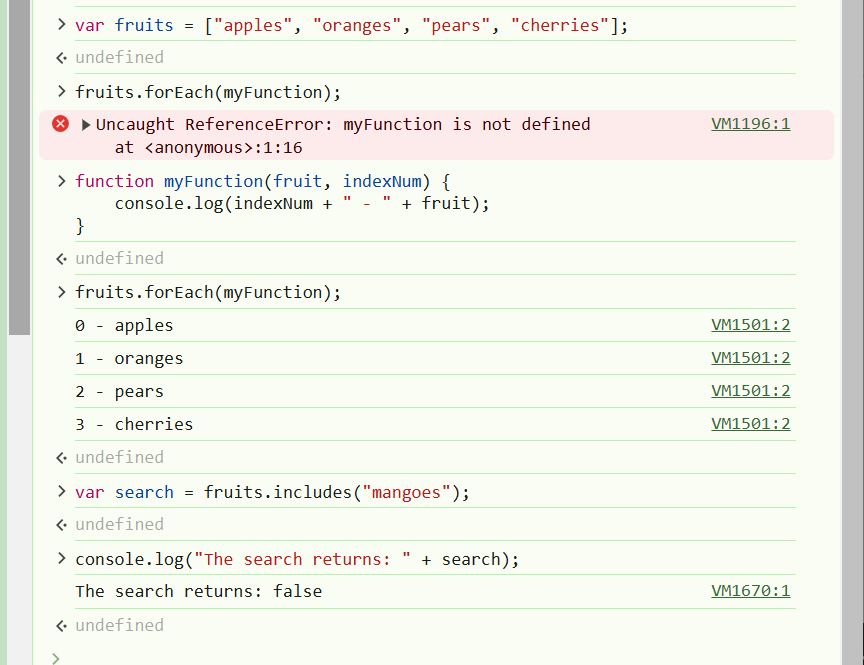 > var fruits = ["apples", "oranges", "pears", "cherries"];
undefined
> fruits.forEach(myFunction);
Uncaught ReferenceError: myFunction is not defined VM1196:1
at <anonymous>:1:16
> function myFunction(fruit, indexNum) {
console.log(indexNum + " - " + fruit);
}
undefined
> fruits.forEach(myFunction);
0 - apples VM1501:2
1 - oranges VM1501:2
2 - pears VM1501:2
3 - cherries VM1501:2
undefined
> var search = fruits.includes("mangoes");
undefined
> console.log("The search returns: " + search);
The search returns: false VM1670:1
undefined
>